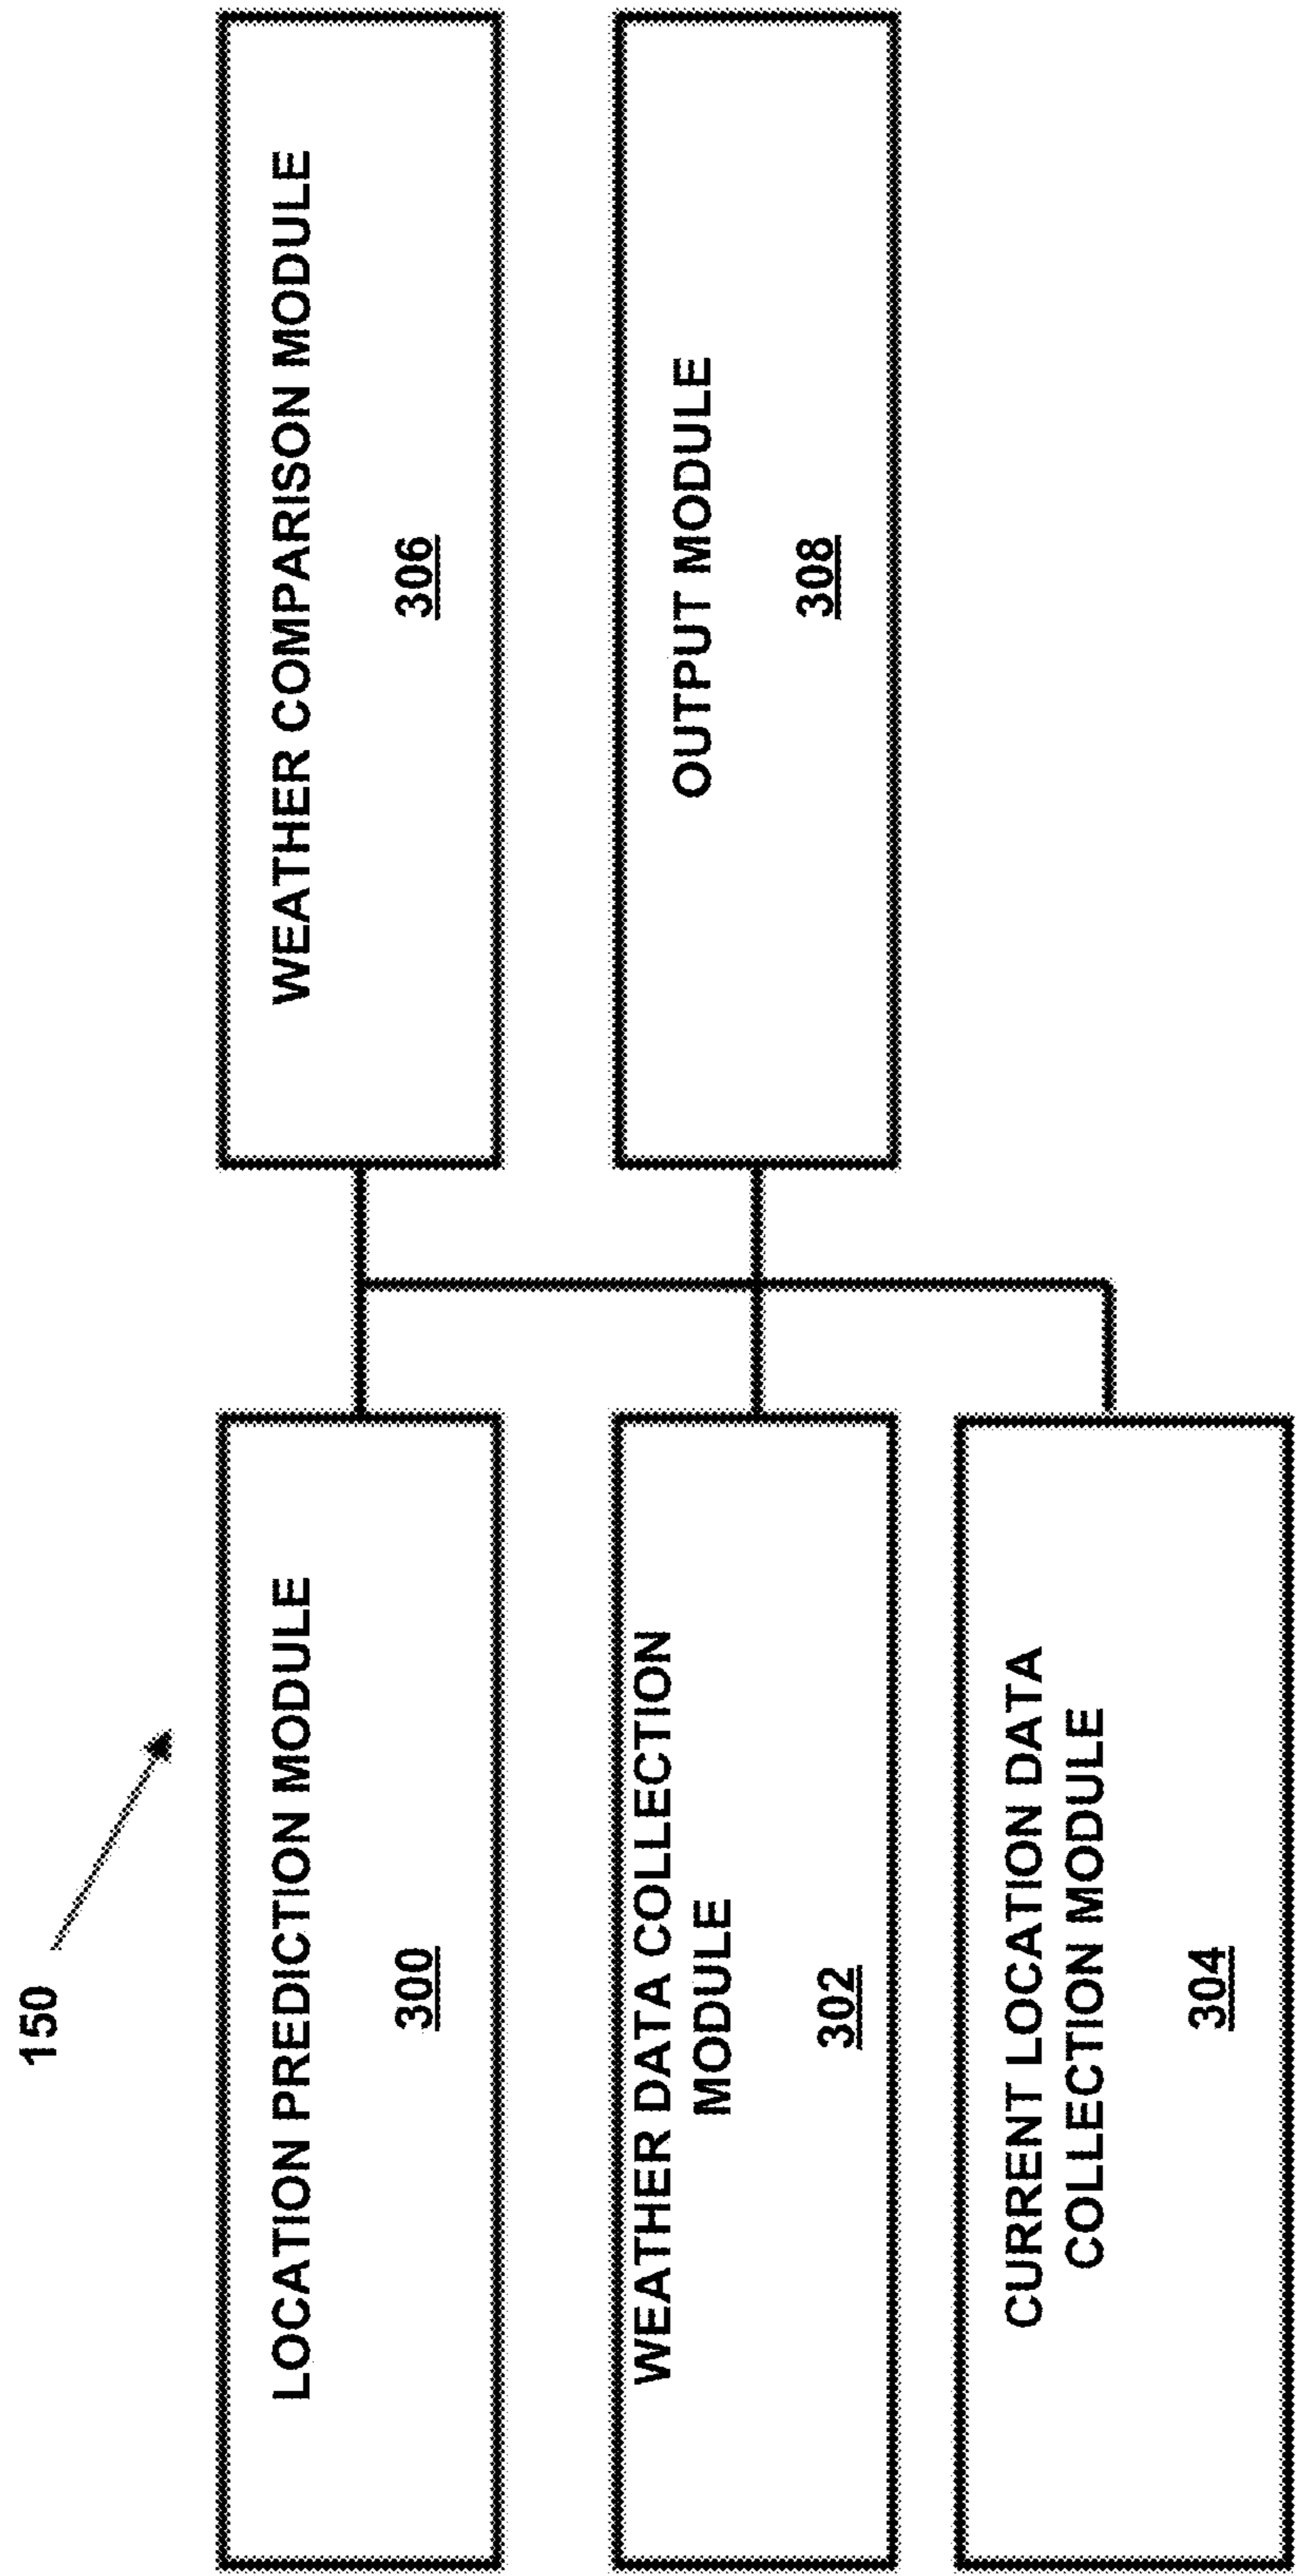 150
LOCATION PREDICTION MODULE
300
WEATHER DATA COLLECTION
MODULE
302
CURRENT LOCATION DATA
COLLECTION MODULE
304
WEATHER COMPARISON MODULE
306
OUTPUT MODULE
308